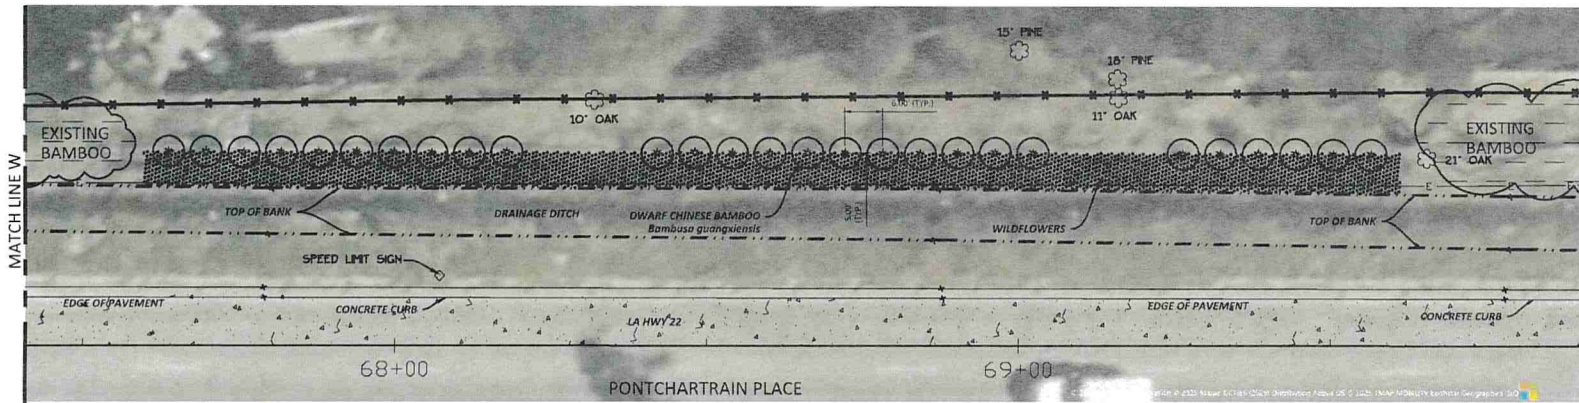 MATCH LINE W
EXISTING
BAMBOO
10" OAK
15" PINE
18" PINE
11" OAK
6.00' (TYP.)
EXISTING
BAMBOO
21" OAK
E
TOP OF BANK
DRAINAGE DITCH
DWARF CHINESE BAMBOO
Bambusa guangxiensis
5.00'
(TYP.)
WILDFLOWERS
TOP OF BANK
SPEED LIMIT SIGN
EDGE OF PAVEMENT
CONCRETE CURB
LA HWY 22
EDGE OF PAVEMENT
CONCRETE CURB
68+00
69+00
PONTCHARTRAIN PLACE